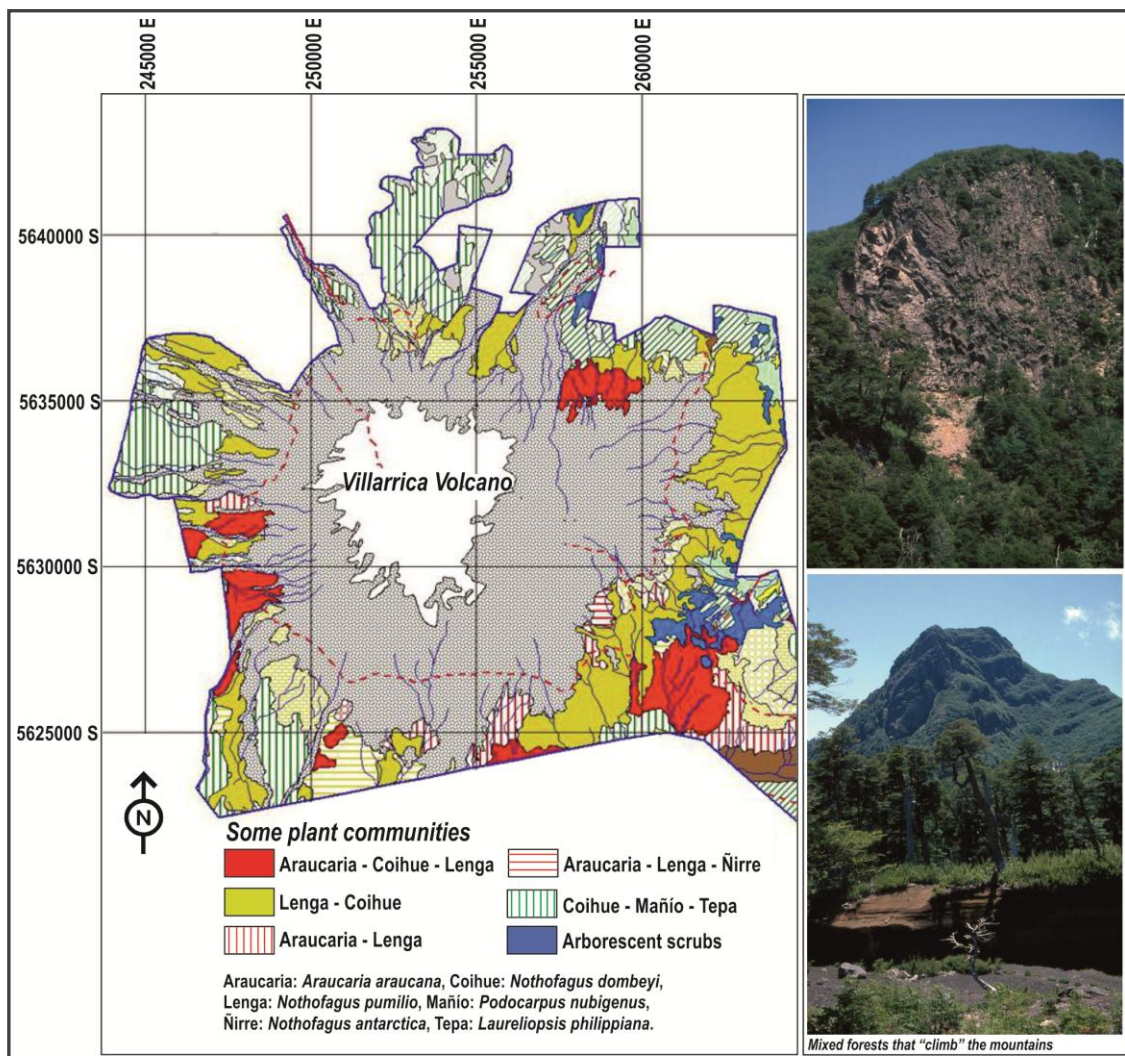 245000 E
250000 E
255000 E
260000 E
5640000 S
5635000 S
Villarrica Volcano
5630000 S
5625000 S
N
Some plant communities
Araucaria - Coihue - Lenga
Araucaria - Lenga - Ñirre
Lenga - Coihue
Coihue - Mañío - Tepa
Araucaria - Lenga
Arborescent scrubs
Araucaria: Araucaria araucana, Coihue: Nothofagus dombeyi,
Lenga: Nothofagus pumilio, Mañío: Podocarpus nubigenus,
Ñirre: Nothofagus antarctica, Tepa: Laureliopsis philippiana.
Mixed forests that “climb” the mountains